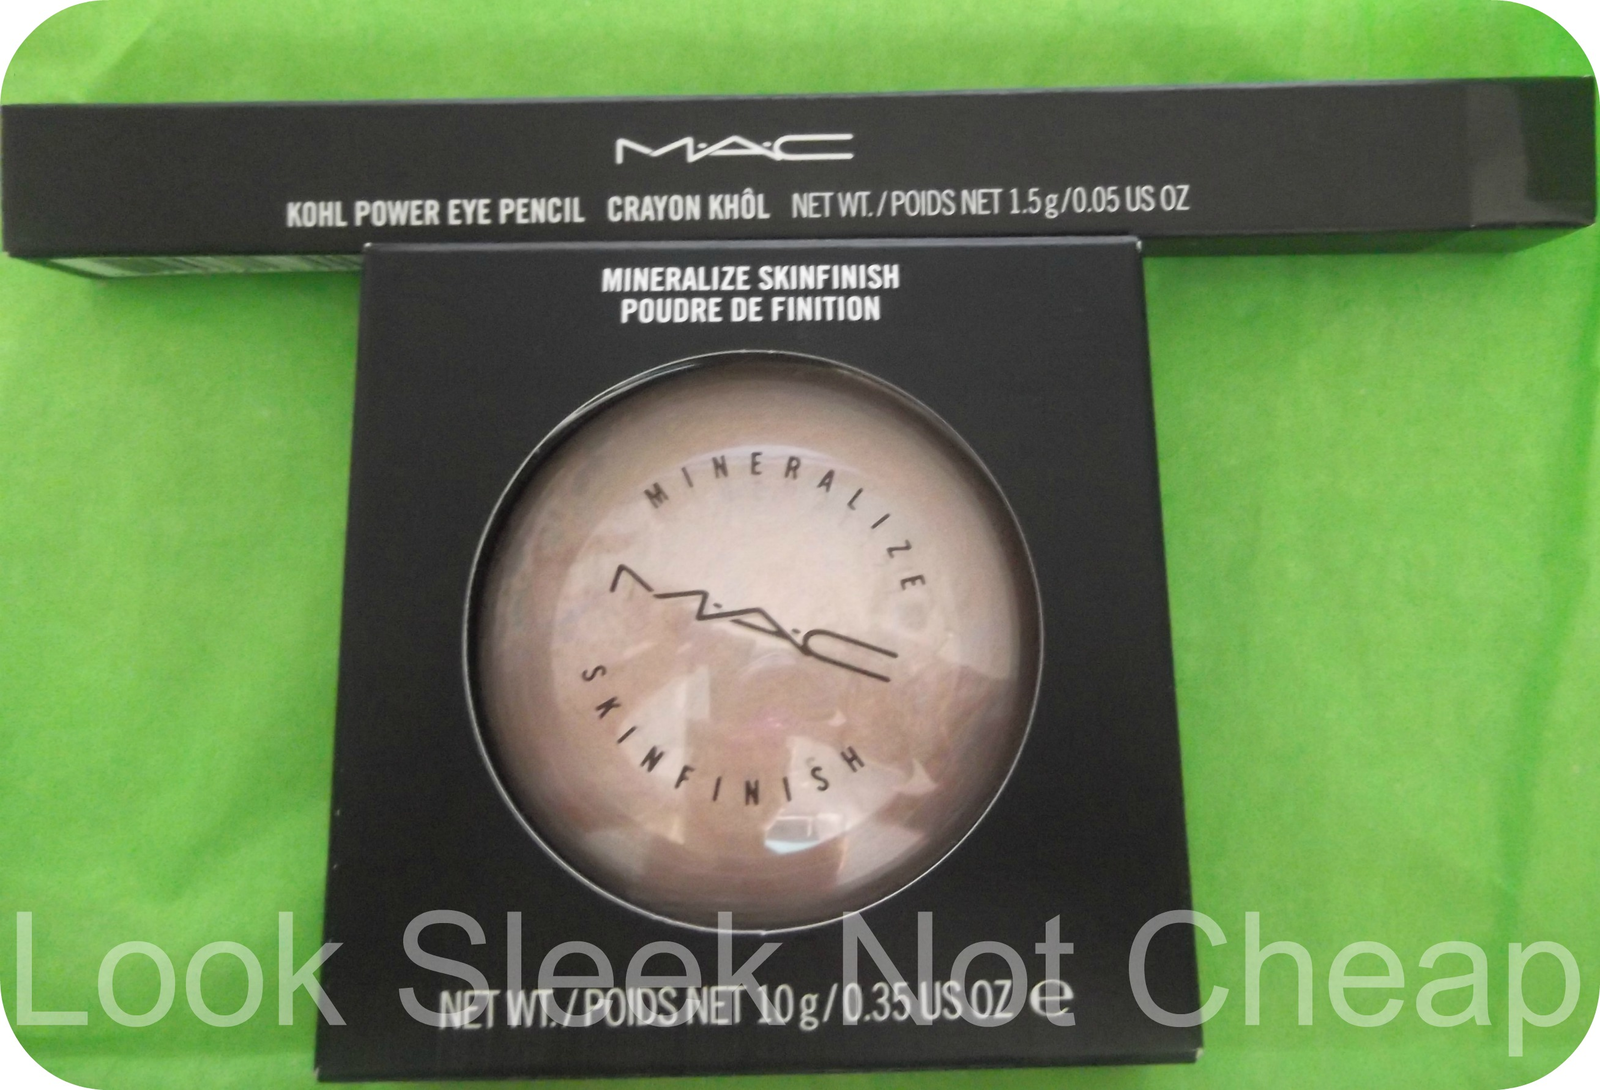 M·A·C
KOHL POWER EYE PENCIL CRAYON KHÔL NET WT. / POIDS NET 1.5 g / 0.05 US OZ
MINERALIZE SKINFINISH
POUDRE DE FINITION
MINERALIZE
M·A·C
SKINFINISH
Look Sleek Not Cheap
NET WT. / POIDS NET 10 g / 0.35 US OZ e